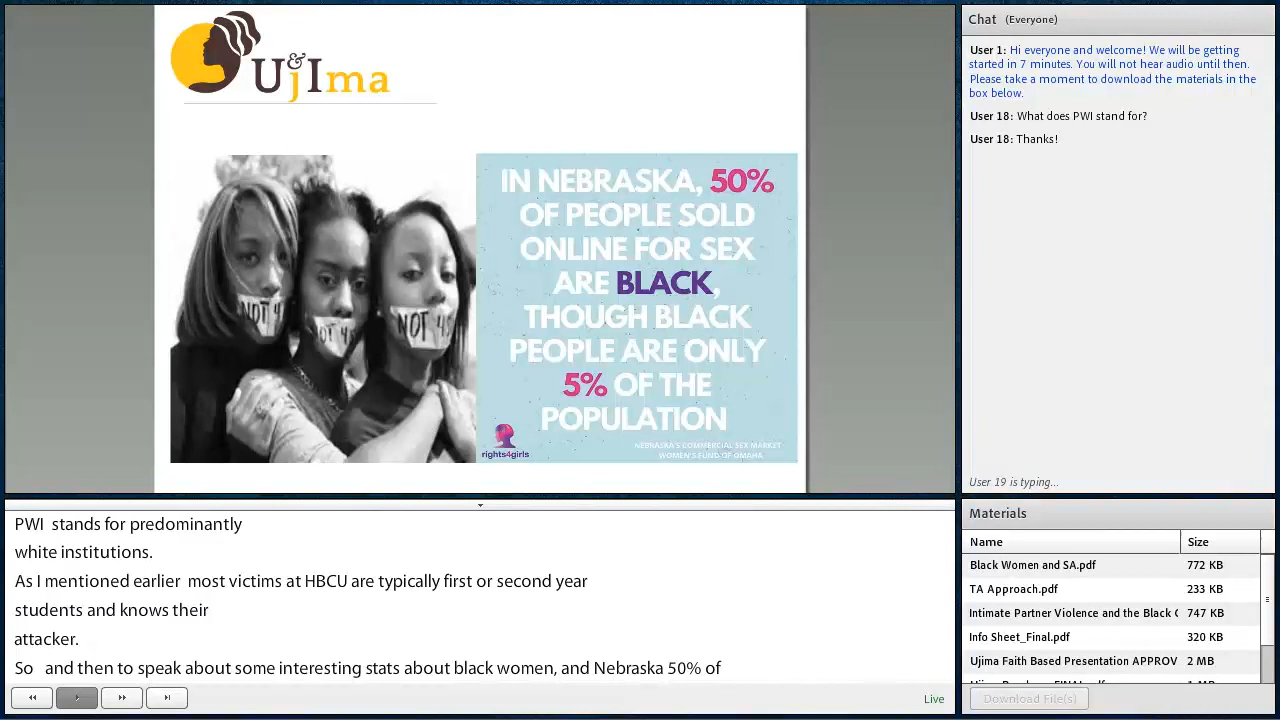 U&jIma
NOT 4
NOT 4
NOT 4
IN NEBRASKA, 50%
OF PEOPLE SOLD
ONLINE FOR SEX
ARE BLACK,
THOUGH BLACK
PEOPLE ARE ONLY
5% OF THE
POPULATION
rights4girls
NEBRASKA'S COMMERCIAL SEX MARKET
WOMEN'S FUND OF OMAHA
Chat (Everyone)
User 1: Hi everyone and welcome! We will be getting
started in 7 minutes. You will not hear audio until then.
Please take a moment to download the materials in the
box below.
User 18: What does PWI stand for?
User 18: Thanks!
User 19 is typing...
PWI stands for predominantly
white institutions.
As I mentioned earlier most victims at HBCU are typically first or second year
students and knows their
attacker.
So and then to speak about some interesting stats about black women, and Nebraska 50% of
Live
Materials
Name Size
Black Women and SA.pdf 772 KB
TA Approach.pdf 233 KB
Intimate Partner Violence and the Black 747 KB
Info Sheet_Final.pdf 320 KB
Ujima Faith Based Presentation APPROV 2 MB
Download File(s)